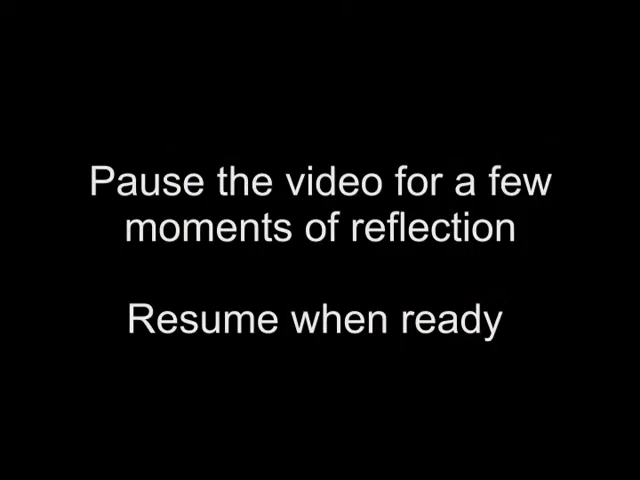 Pause the video for a few
moments of reflection
Resume when ready